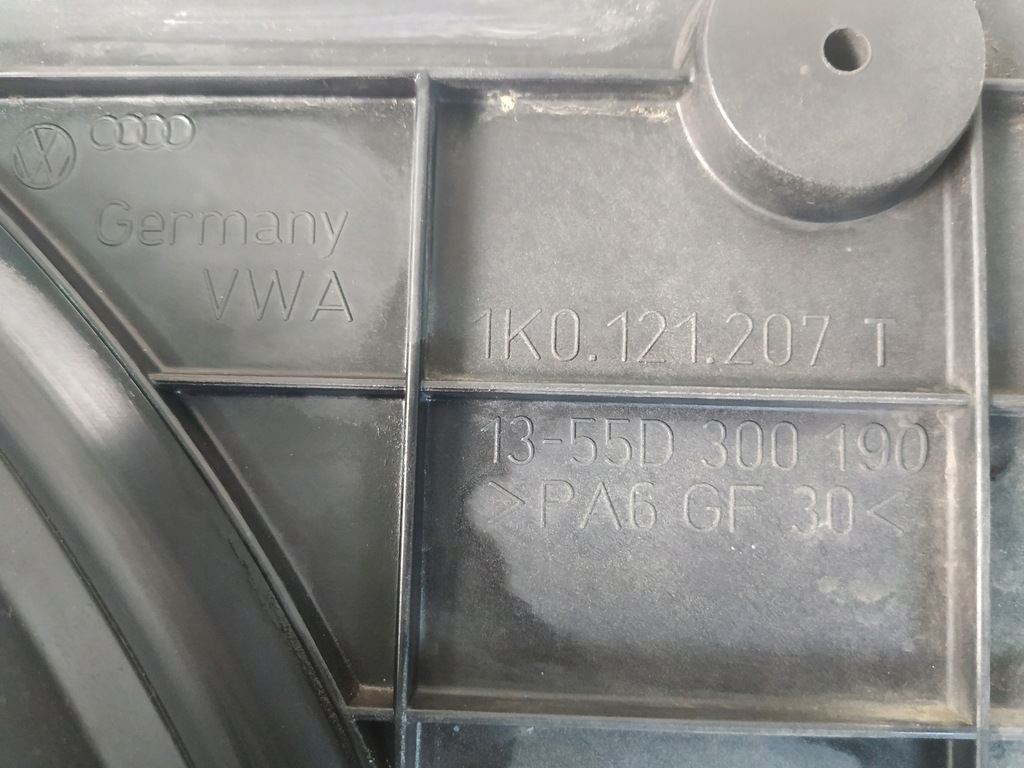 Germany
VWA
1K0.121.207 T
13-55D 300 190
>PA6 GF 30<